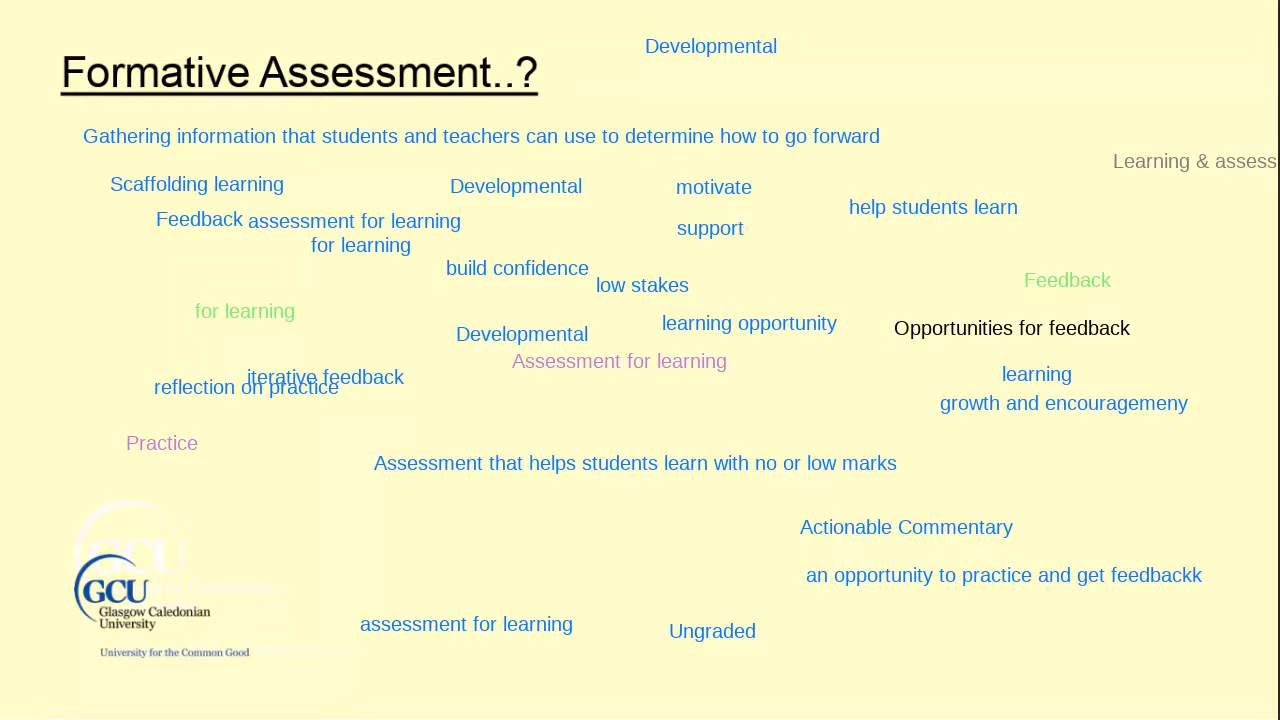 Developmental
Formative Assessment..?
Gathering information that students and teachers can use to determine how to go forward
Learning & assess
Scaffolding learning
Developmental
motivate
help students learn
Feedback
assessment for learning
support
for learning
build confidence
low stakes
Feedback
for learning
learning opportunity
Opportunities for feedback
Developmental
Assessment for learning
iterative feedback
reflection on practice
learning
growth and encouragemeny
Practice
Assessment that helps students learn with no or low marks
Actionable Commentary
an opportunity to practice and get feedbackk
GCU
Glasgow Caledonian
University
University for the Common Good
assessment for learning
Ungraded